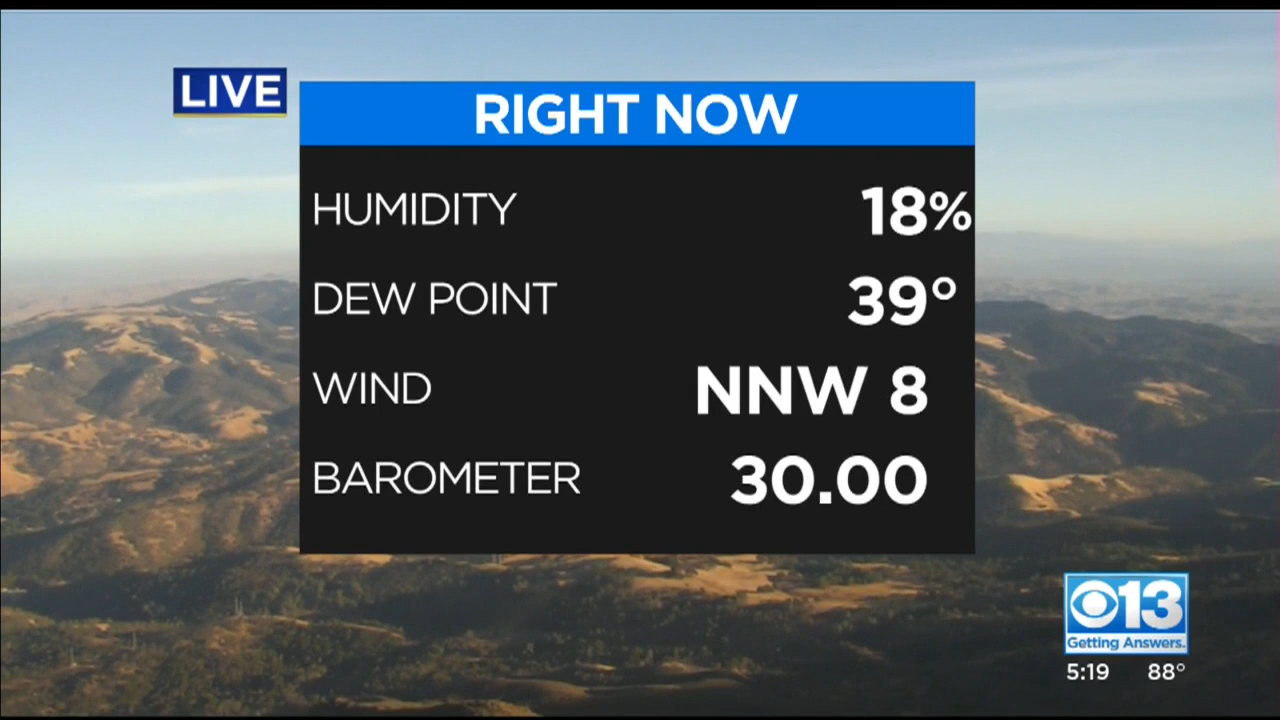 LIVE
RIGHT NOW
HUMIDITY 18%
DEW POINT 39°
WIND NNW 8
BAROMETER 30.00
13
Getting Answers.
5:19 88°